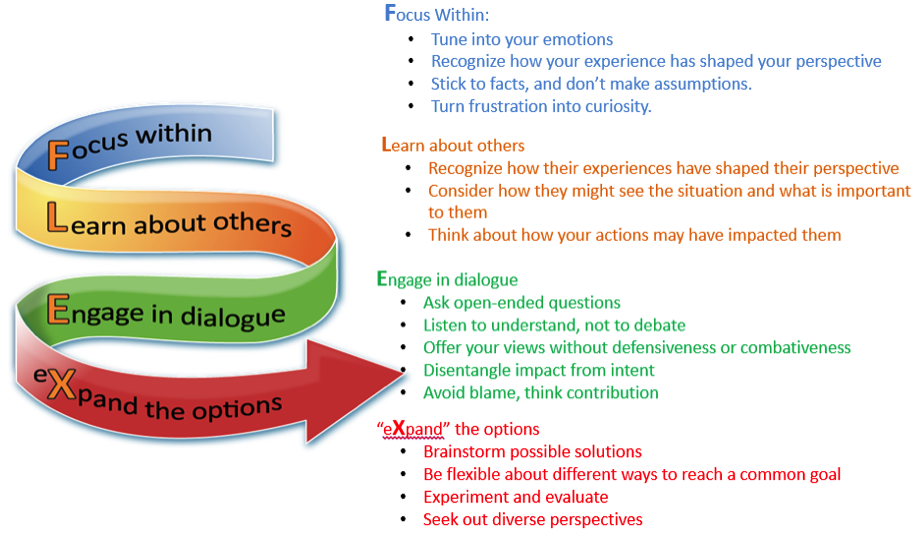 Focus within
Learn about others
Engage in dialogue
eXpand the options
Focus Within:
• Tune into your emotions
• Recognize how your experience has shaped your perspective
• Stick to facts, and don’t make assumptions.
• Turn frustration into curiosity.
Learn about others
• Recognize how their experiences have shaped their perspective
• Consider how they might see the situation and what is important
to them
• Think about how your actions may have impacted them
Engage in dialogue
• Ask open-ended questions
• Listen to understand, not to debate
• Offer your views without defensiveness or combativeness
• Disentangle impact from intent
• Avoid blame, think contribution
“eXpand” the options
• Brainstorm possible solutions
• Be flexible about different ways to reach a common goal
• Experiment and evaluate
• Seek out diverse perspectives